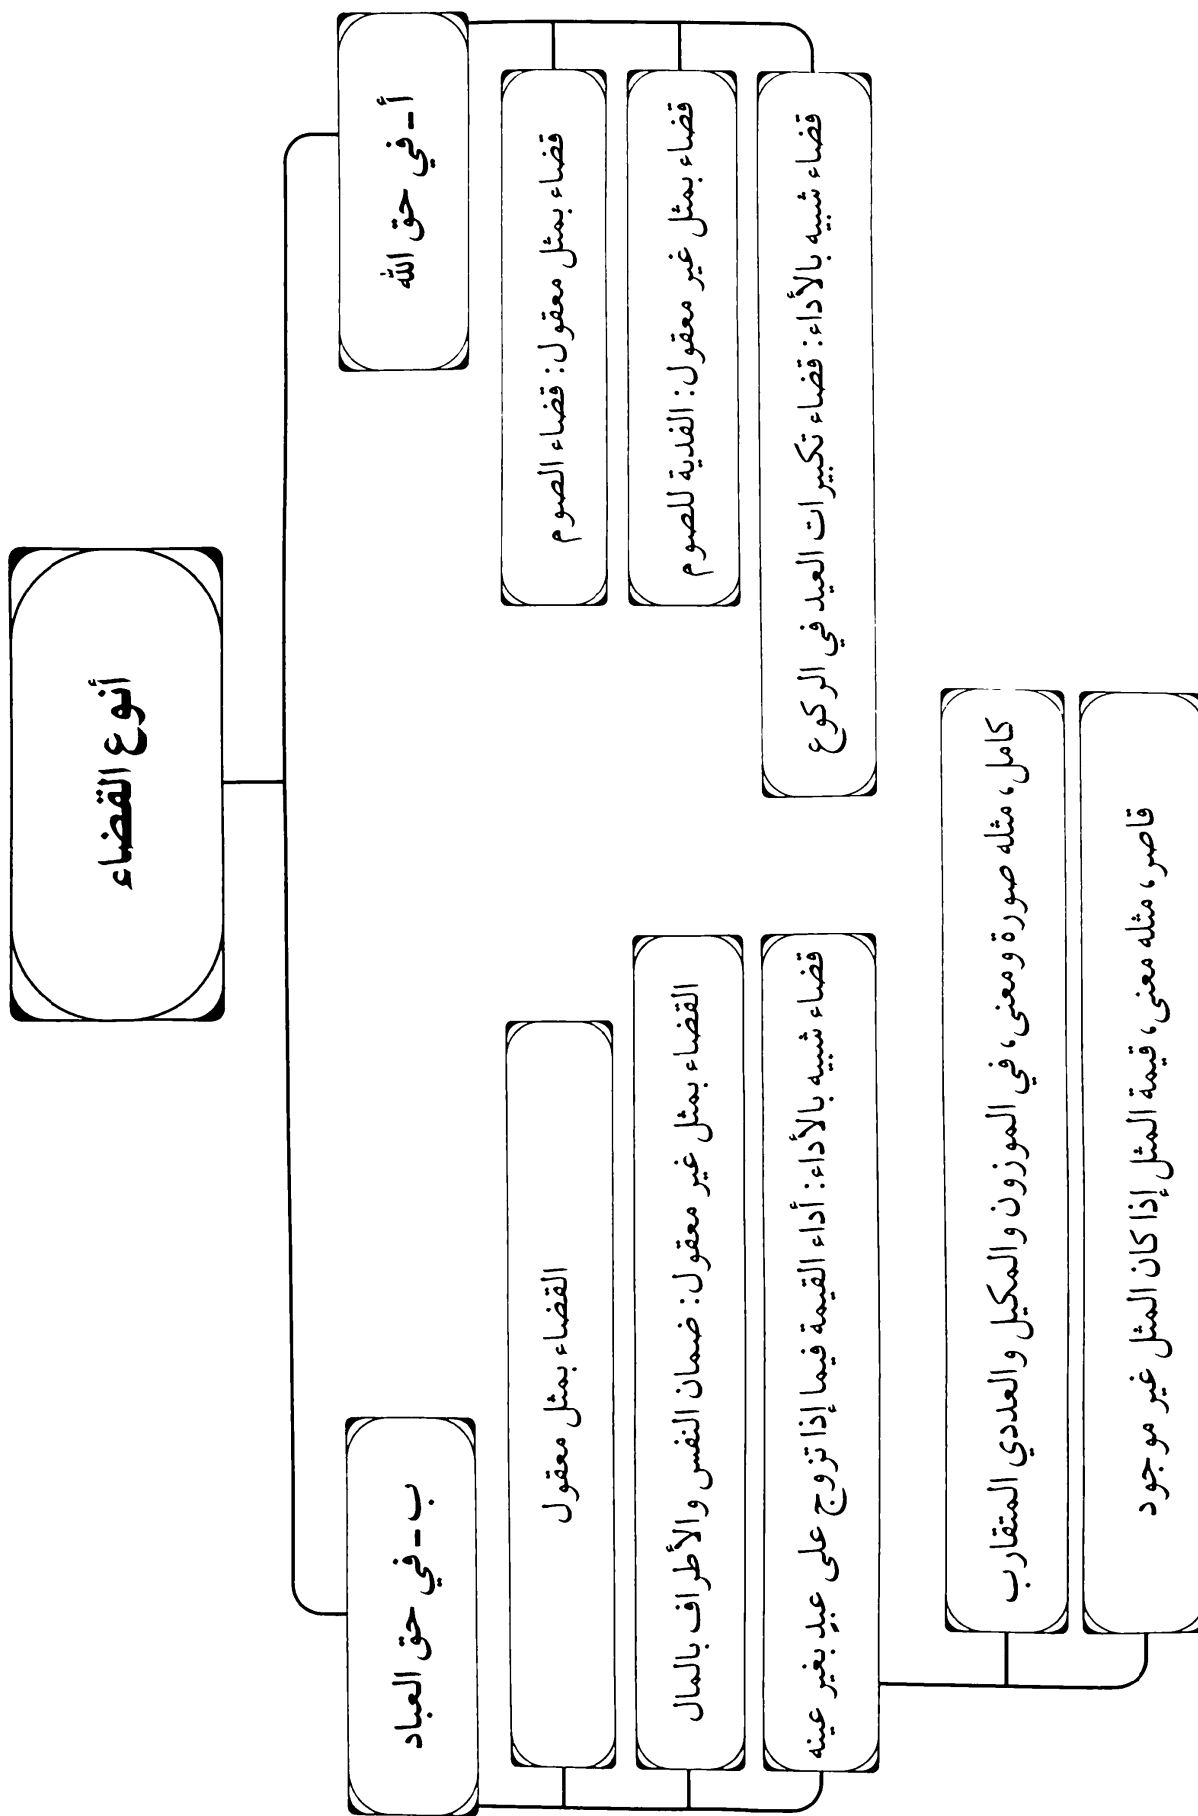 أنوع القضاء
أ - في حق الله
قضاء بمثل معقول: قضاء الصوم
قضاء بمثل غير معقول: الفدية للصوم
قضاء شبيه بالأداء: قضاء تكبيرات العيد في الركوع
ب - في حق العباد
القضاء بمثل معقول
القضاء بمثل غير معقول: ضمان النفس والأطراف بالمال
قضاء شبيه بالأداء: أداء القيمة فيما إذا تزوج على عبدٍ بغير عينه
كامل، مثله صورة ومعنى، في الموزون والمكيل والعددي المتقارب
قاصر، مثله معنى، قيمة المثل إذا كان المثل غير موجود